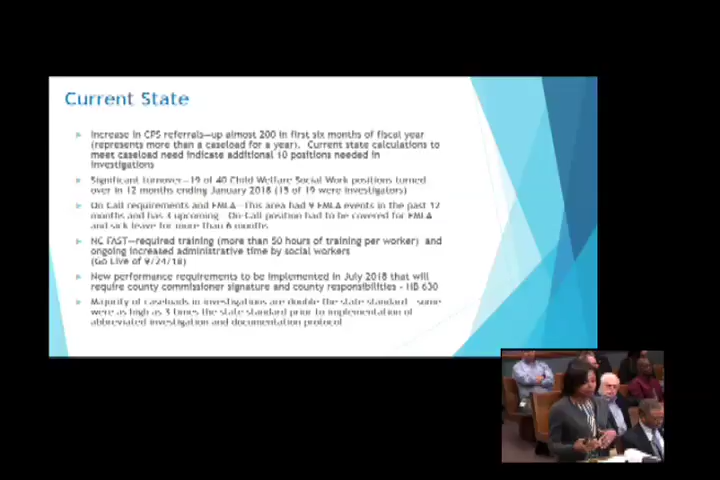 Current State
Increase in CPS referrals—up almost 200 in first six months of fiscal year
(represents more than a caseload for a year). Current state calculations to
meet caseload need indicate additional 10 positions needed in
investigations
Significant turnover—19 of 40 Child Welfare Social Work positions turned
over in 12 months ending January 2018 (15 of 19 were investigators)
On Call requirements and FMLA—This area had 9 FMLA events in the past 12
months and has 3 upcoming On-Call position had to be covered for FMLA
and sick leave for more than 6 months
NC FAST—required training (more than 50 hours of training per worker) and
ongoing increased administrative time by social workers
(Go Live of 9/24/18)
New performance requirements to be implemented in July 2018 that will
require county commissioner signature and county responsibilities - HB 630
Majority of caseloads in investigations are double the state standard some
were as high as 3 times the state standard prior to implementation of
abbreviated investigation and documentation protocol